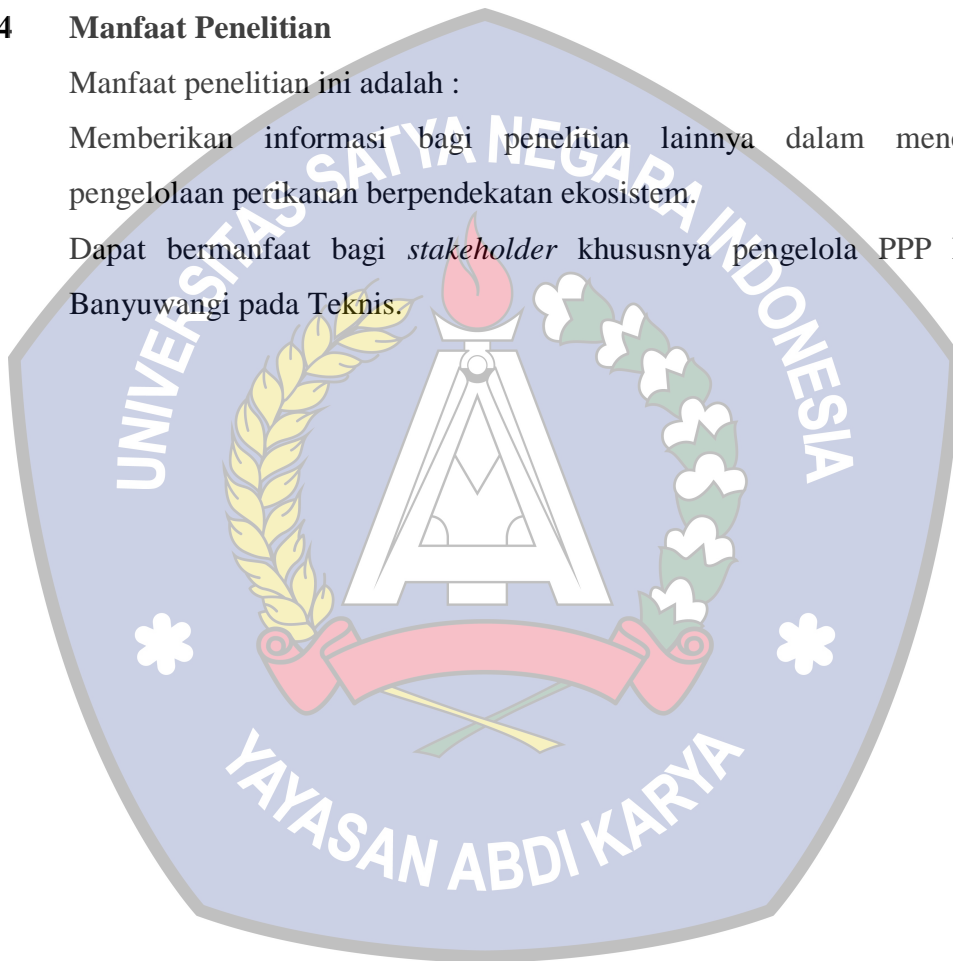 4 Manfaat Penelitian
Manfaat penelitian ini adalah :
Memberikan informasi bagi penelitian lainnya dalam
pengelolaan perikanan berpendekatan ekosistem.
Dapat bermanfaat bagi stakeholder khususnya pengelola PPP
Banyuwangi pada Teknis.
UNIVERSITAS SATYA NEGARA INDONESIA
YAYASAN ABDI KARYA